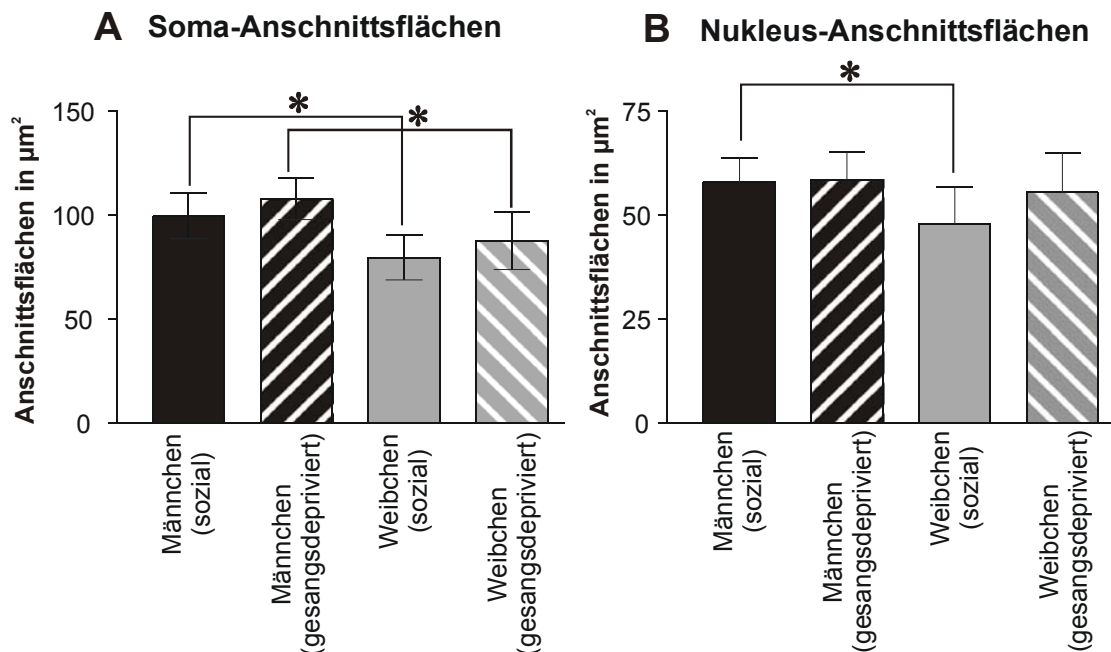 A Soma-Anschnittsflächen
Anschnittsflächen in µm²
150
100
50
0
*
*
Männchen
(sozial)
Männchen
(gesangsdepriviert)
Weibchen
(sozial)
Weibchen
(gesangsdepriviert)
B Nukleus-Anschnittsflächen
Anschnittsflächen in µm²
75
50
25
0
*
Männchen
(sozial)
Männchen
(gesangsdepriviert)
Weibchen
(sozial)
Weibchen
(gesangsdepriviert)